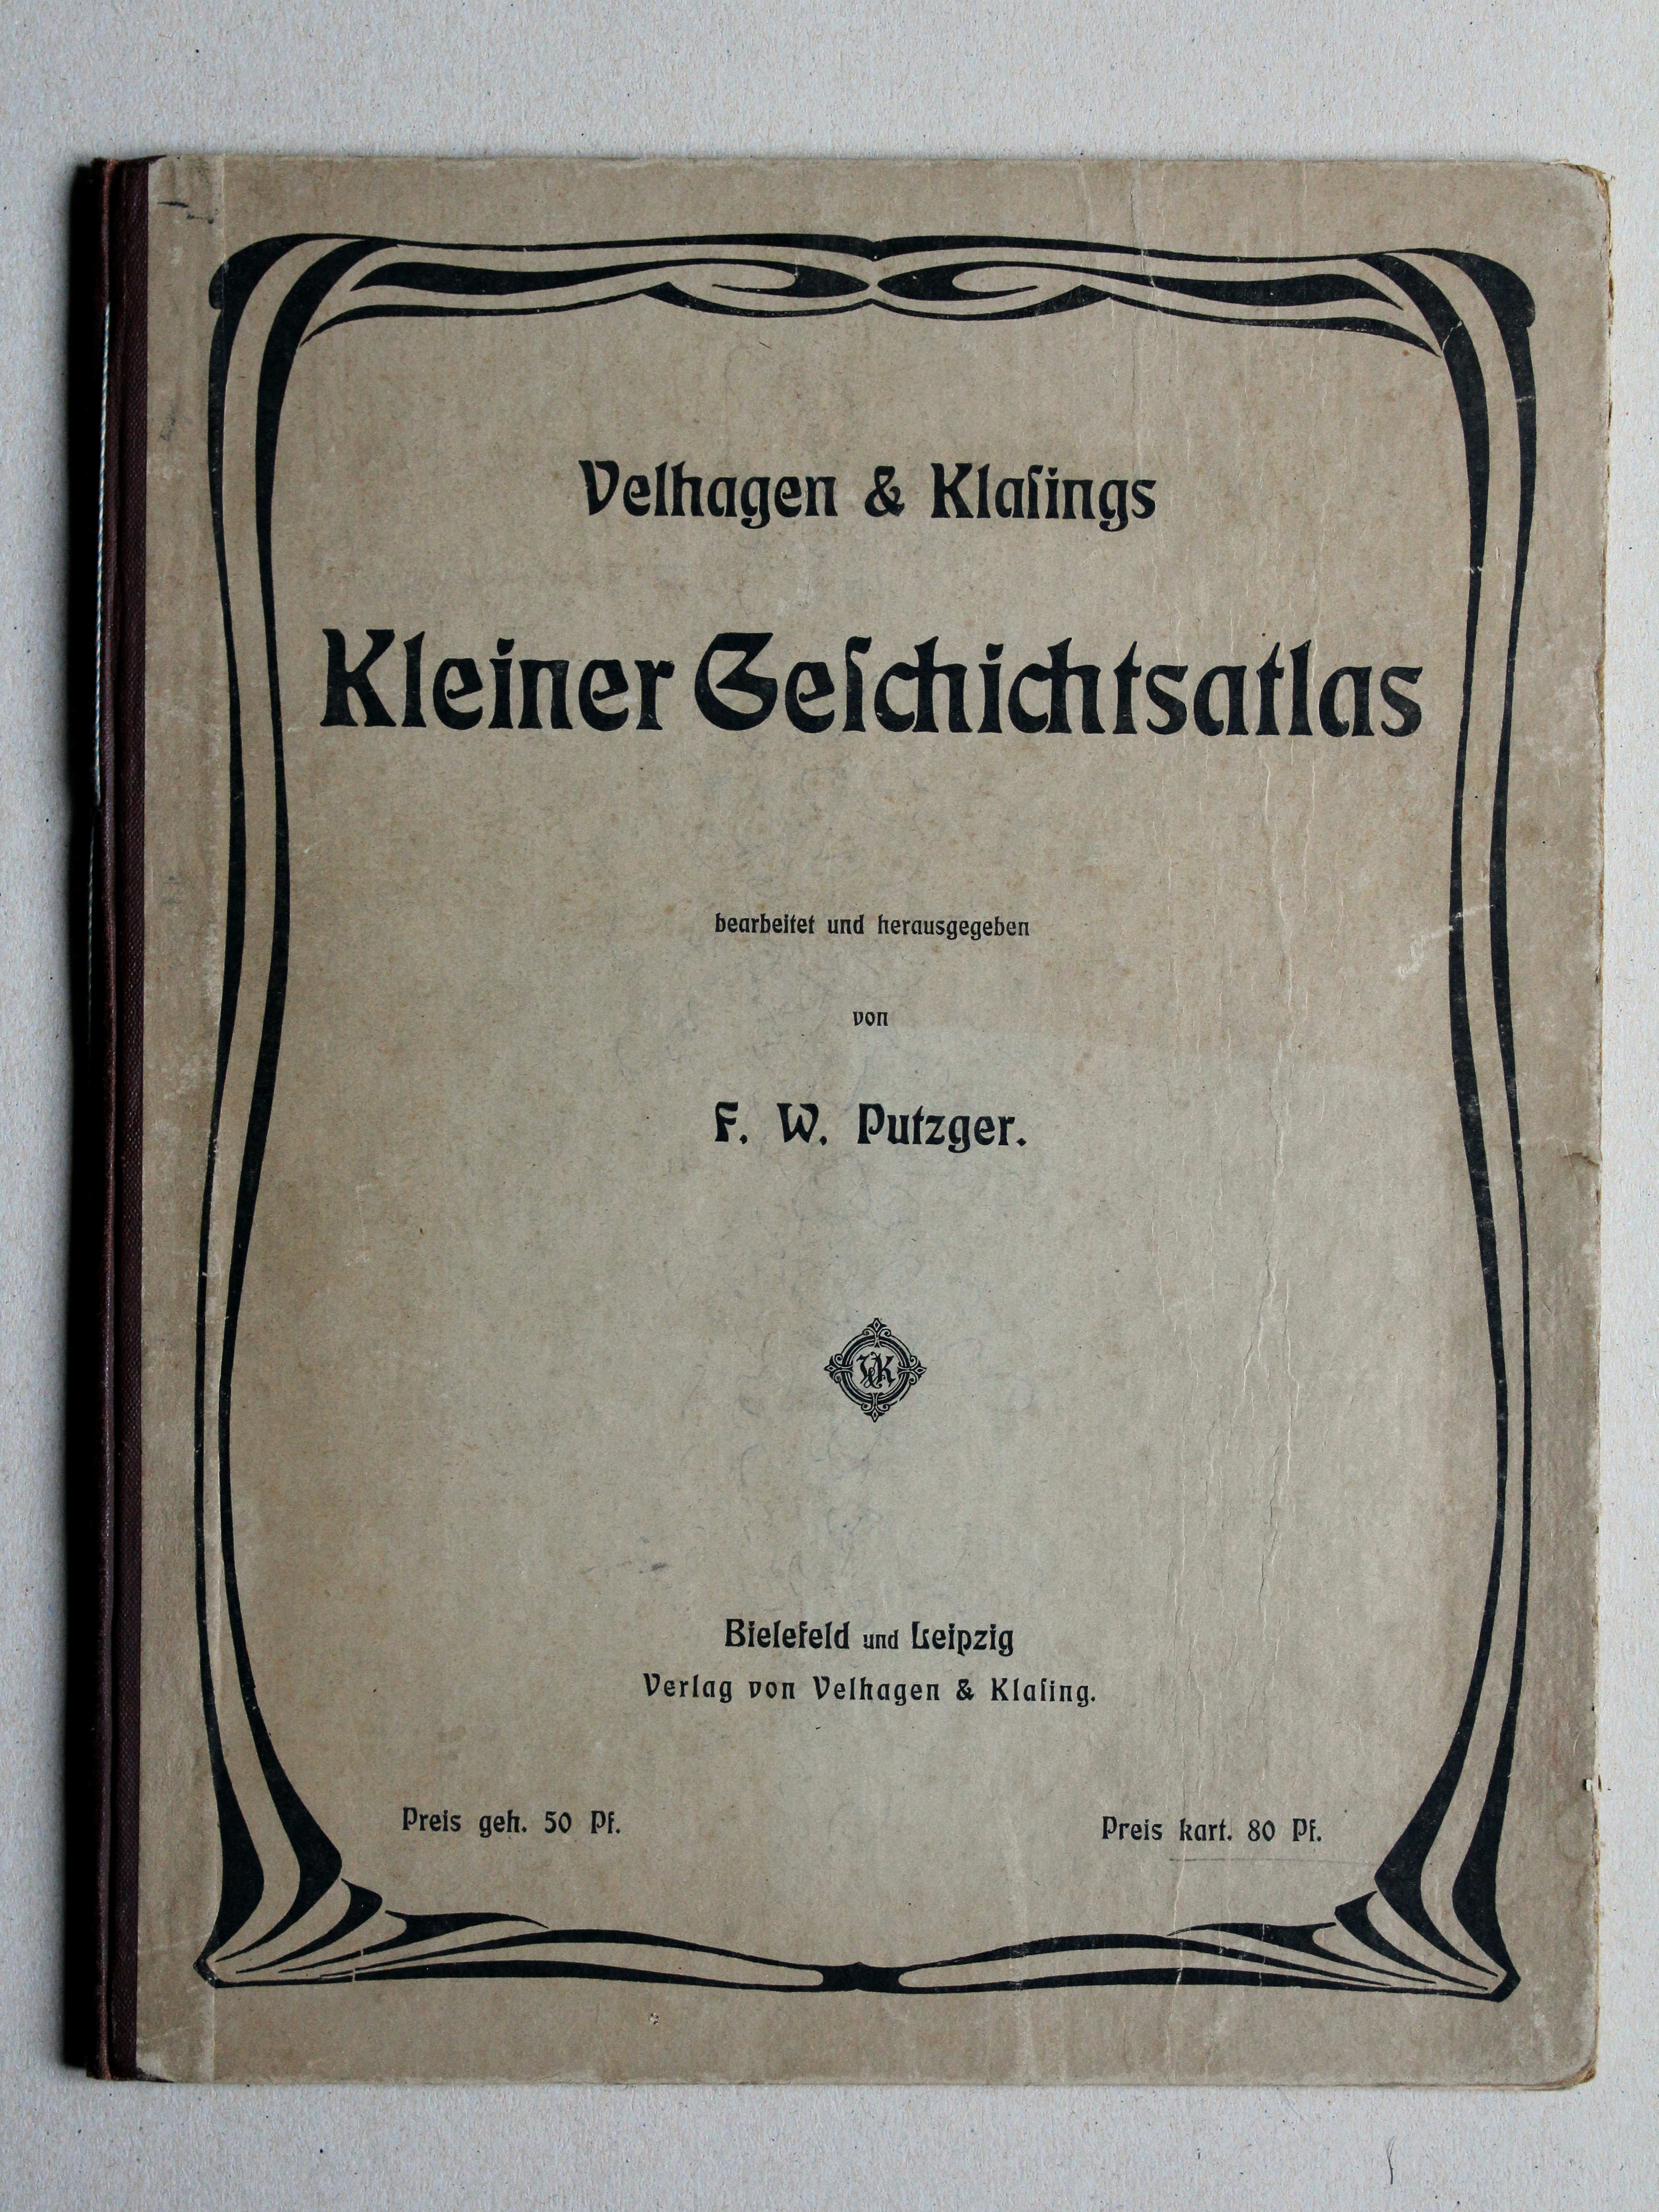 Velhagen & Klaſings
Kleiner Geſchichtsatlas
bearbeitet und herausgegeben
von
F. W. Putzger.
VK
Bielefeld und Leipzig
Verlag von Velhagen & Klaſing.
Preis geh. 50 Pf.
Preis kart. 80 Pf.